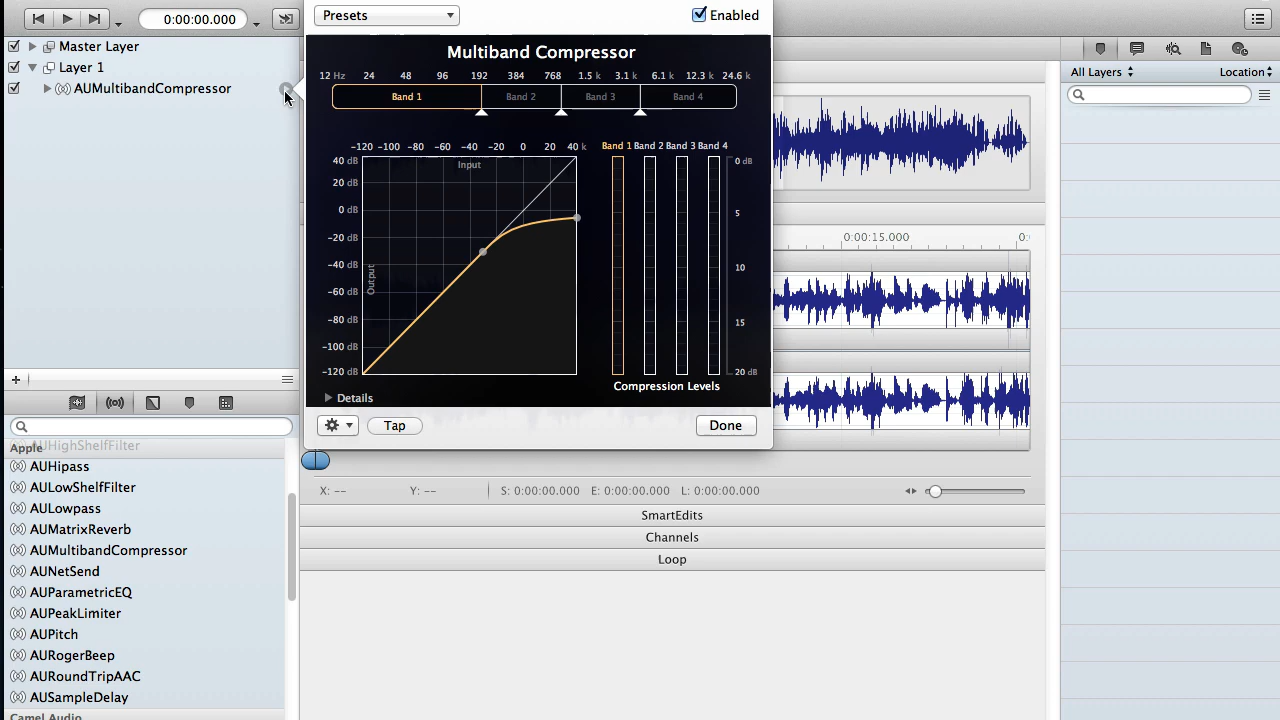 0:00:00.000
Presets
Enabled
Master Layer
Layer 1
AUMultibandCompressor
Multiband Compressor
12 Hz 24 48 96 192 384 768 1.5 k 3.1 k 6.1 k 12.3 k 24.6 k
Band 1 Band 2 Band 3 Band 4
All Layers Location
-120 -100 -80 -60 -40 -20 0 20 40 k
Band 1 Band 2 Band 3 Band 4
Input
Output
40 dB
20 dB
0 dB
-20 dB
-40 dB
-60 dB
-80 dB
-100 dB
-120 dB
0 dB
5
10
15
20 dB
Compression Levels
Details
Tap
Done
0:00:15.000 0:
X: -- Y: -- S: 0:00:00.000 E: 0:00:00.000 L: 0:00:00.000
SmartEdits
Channels
Loop
Apple
AUHighShelfFilter
AUHipass
AULowShelfFilter
AULowpass
AUMatrixReverb
AUMultibandCompressor
AUNetSend
AUParametricEQ
AUPeakLimiter
AUPitch
AURogerBeep
AURoundTripAAC
AUSampleDelay
Camel Audio